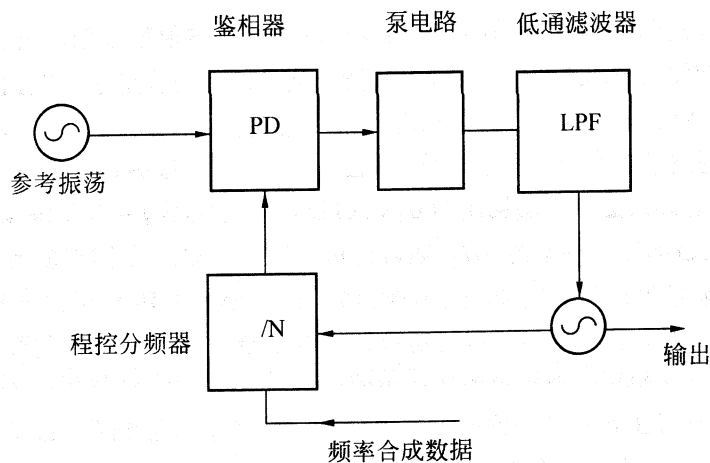 鉴相器
泵电路
低通滤波器
PD
LPF
参考振荡
程控分频器
/N
输出
频率合成数据